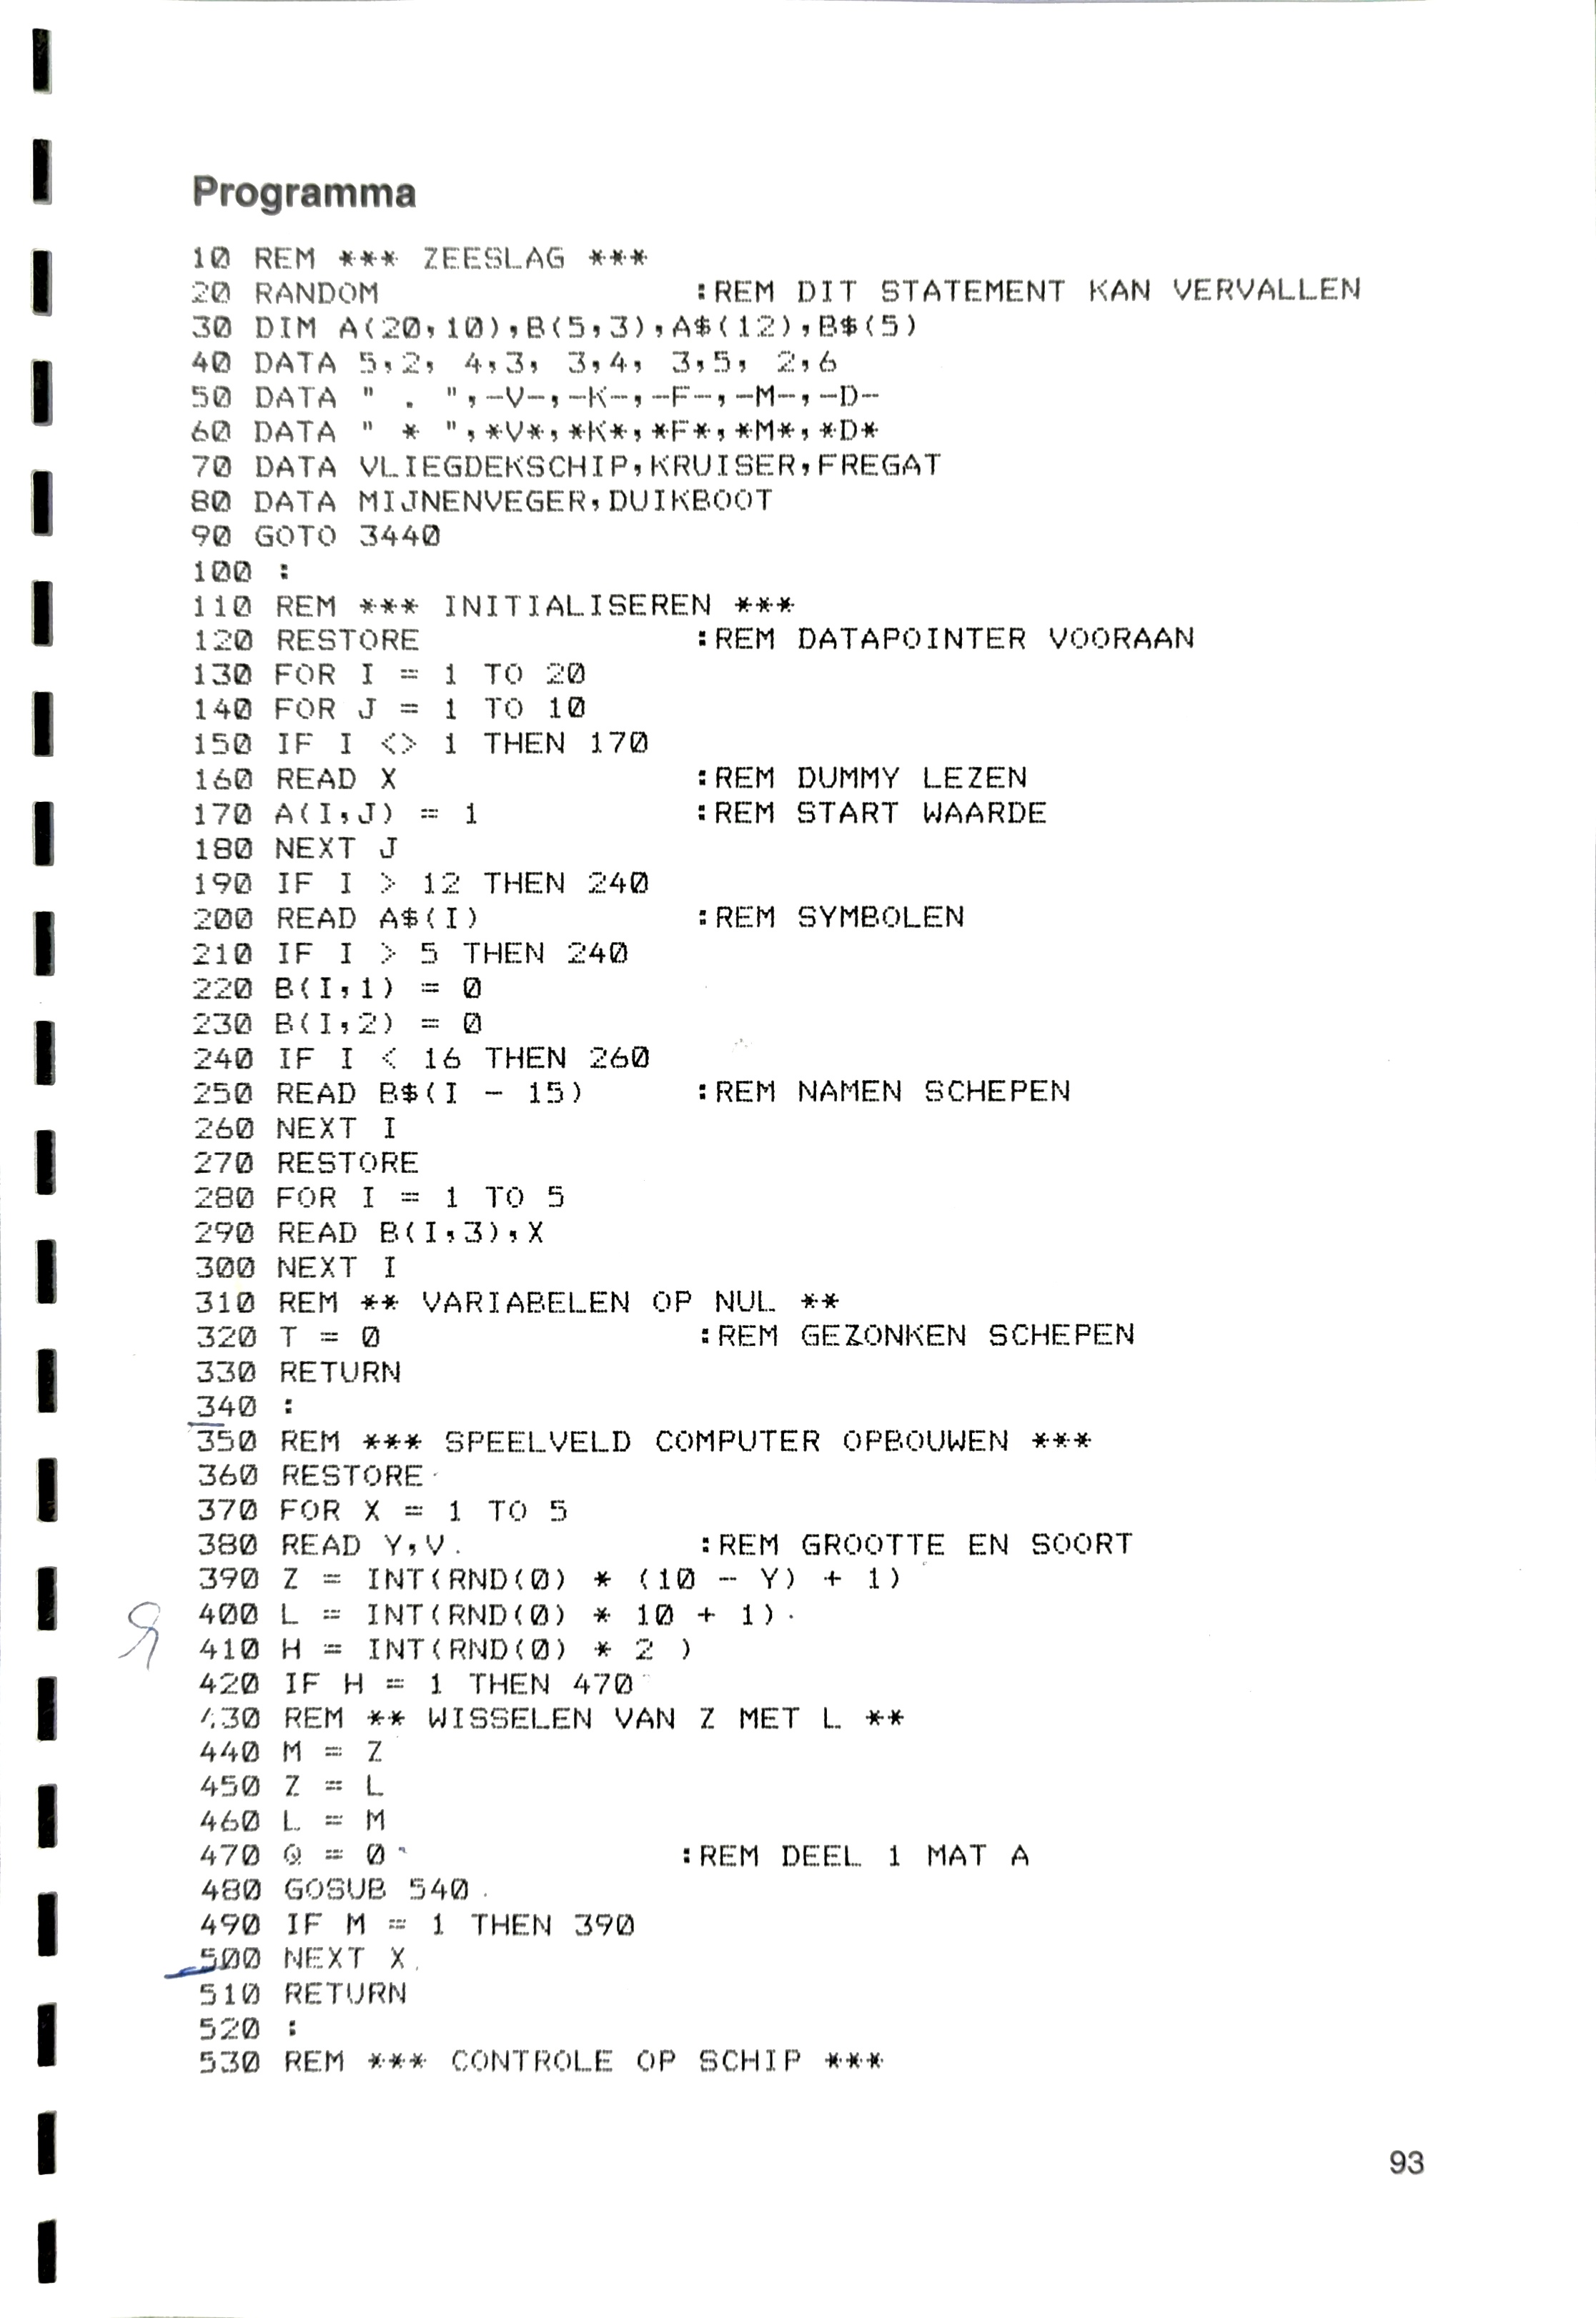 Programma
10 REM *** ZEESLAG ***
20 RANDOM :REM DIT STATEMENT KAN VERVALLEN
30 DIM A(20,10),B(5,3),A$(12),B$(5)
40 DATA 5,2, 4,3, 3,4, 3,5, 2,6
50 DATA " . ",-V-,-K-,-F-,-M-,-D-
60 DATA " * ",*V*,*K*,*F*,*M*,*D*
70 DATA VLIEGDEKSCHIP,KRUISER,FREGAT
80 DATA MIJNENVEGER,DUIKBOOT
90 GOTO 3440
100 :
110 REM *** INITIALISEREN ***
120 RESTORE :REM DATAPOINTER VOORAAN
130 FOR I = 1 TO 20
140 FOR J = 1 TO 10
150 IF I <> 1 THEN 170
160 READ X :REM DUMMY LEZEN
170 A(I,J) = 1 :REM START WAARDE
180 NEXT J
190 IF I > 12 THEN 240
200 READ A$(I) :REM SYMBOLEN
210 IF I > 5 THEN 240
220 B(I,1) = 0
230 B(I,2) = 0
240 IF I < 16 THEN 260
250 READ B$(I - 15) :REM NAMEN SCHEPEN
260 NEXT I
270 RESTORE
280 FOR I = 1 TO 5
290 READ B(I,3),X
300 NEXT I
310 REM ** VARIABELEN OP NUL **
320 T = 0 :REM GEZONKEN SCHEPEN
330 RETURN
340 :
350 REM *** SPEELVELD COMPUTER OPBOUWEN ***
360 RESTORE
370 FOR X = 1 TO 5
380 READ Y,V :REM GROOTTE EN SOORT
390 Z = INT(RND(0) * (10 - Y) + 1)
400 L = INT(RND(0) * 10 + 1)
410 H = INT(RND(0) * 2 )
420 IF H = 1 THEN 470
430 REM ** WISSELEN VAN Z MET L **
440 M = Z
450 Z = L
460 L = M
470 Q = 0 :REM DEEL 1 MAT A
480 GOSUB 540
490 IF M = 1 THEN 390
500 NEXT X
510 RETURN
520 :
530 REM *** CONTROLE OP SCHIP ***
93